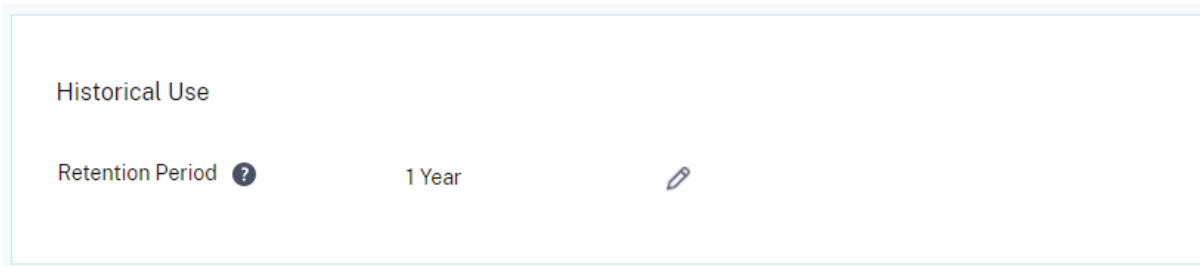 Historical Use
Retention Period ?
1 Year